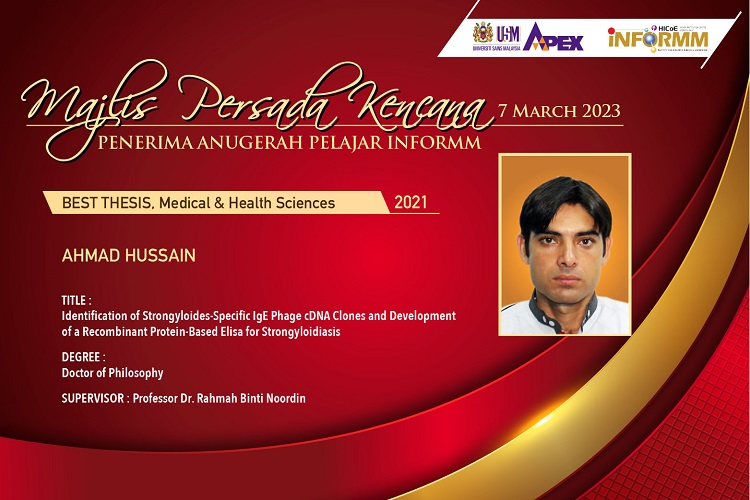 USM
UNIVERSITI SAINS MALAYSIA
APEX
HICoE
iNFORMM
Majlis Persada Kencana 7 MARCH 2023
PENERIMA ANUGERAH PELAJAR INFORMM
BEST THESIS, Medical & Health Sciences 2021
AHMAD HUSSAIN
TITLE :
Identification of Strongyloides-Specific IgE Phage cDNA Clones and Development
of a Recombinant Protein-Based Elisa for Strongyloidiasis
DEGREE :
Doctor of Philosophy
SUPERVISOR : Professor Dr. Rahmah Binti Noordin